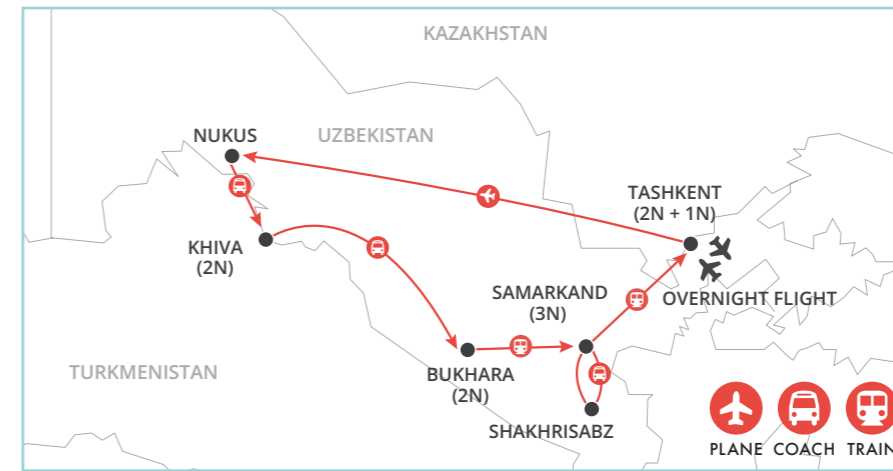 KAZAKHSTAN
NUKUS
UZBEKISTAN
TASHKENT
(2N + 1N)
KHIVA
(2N)
SAMARKAND
(3N)
OVERNIGHT FLIGHT
TURKMENISTAN
BUKHARA
(2N)
SHAKHRISABZ
PLANE COACH TRAIN